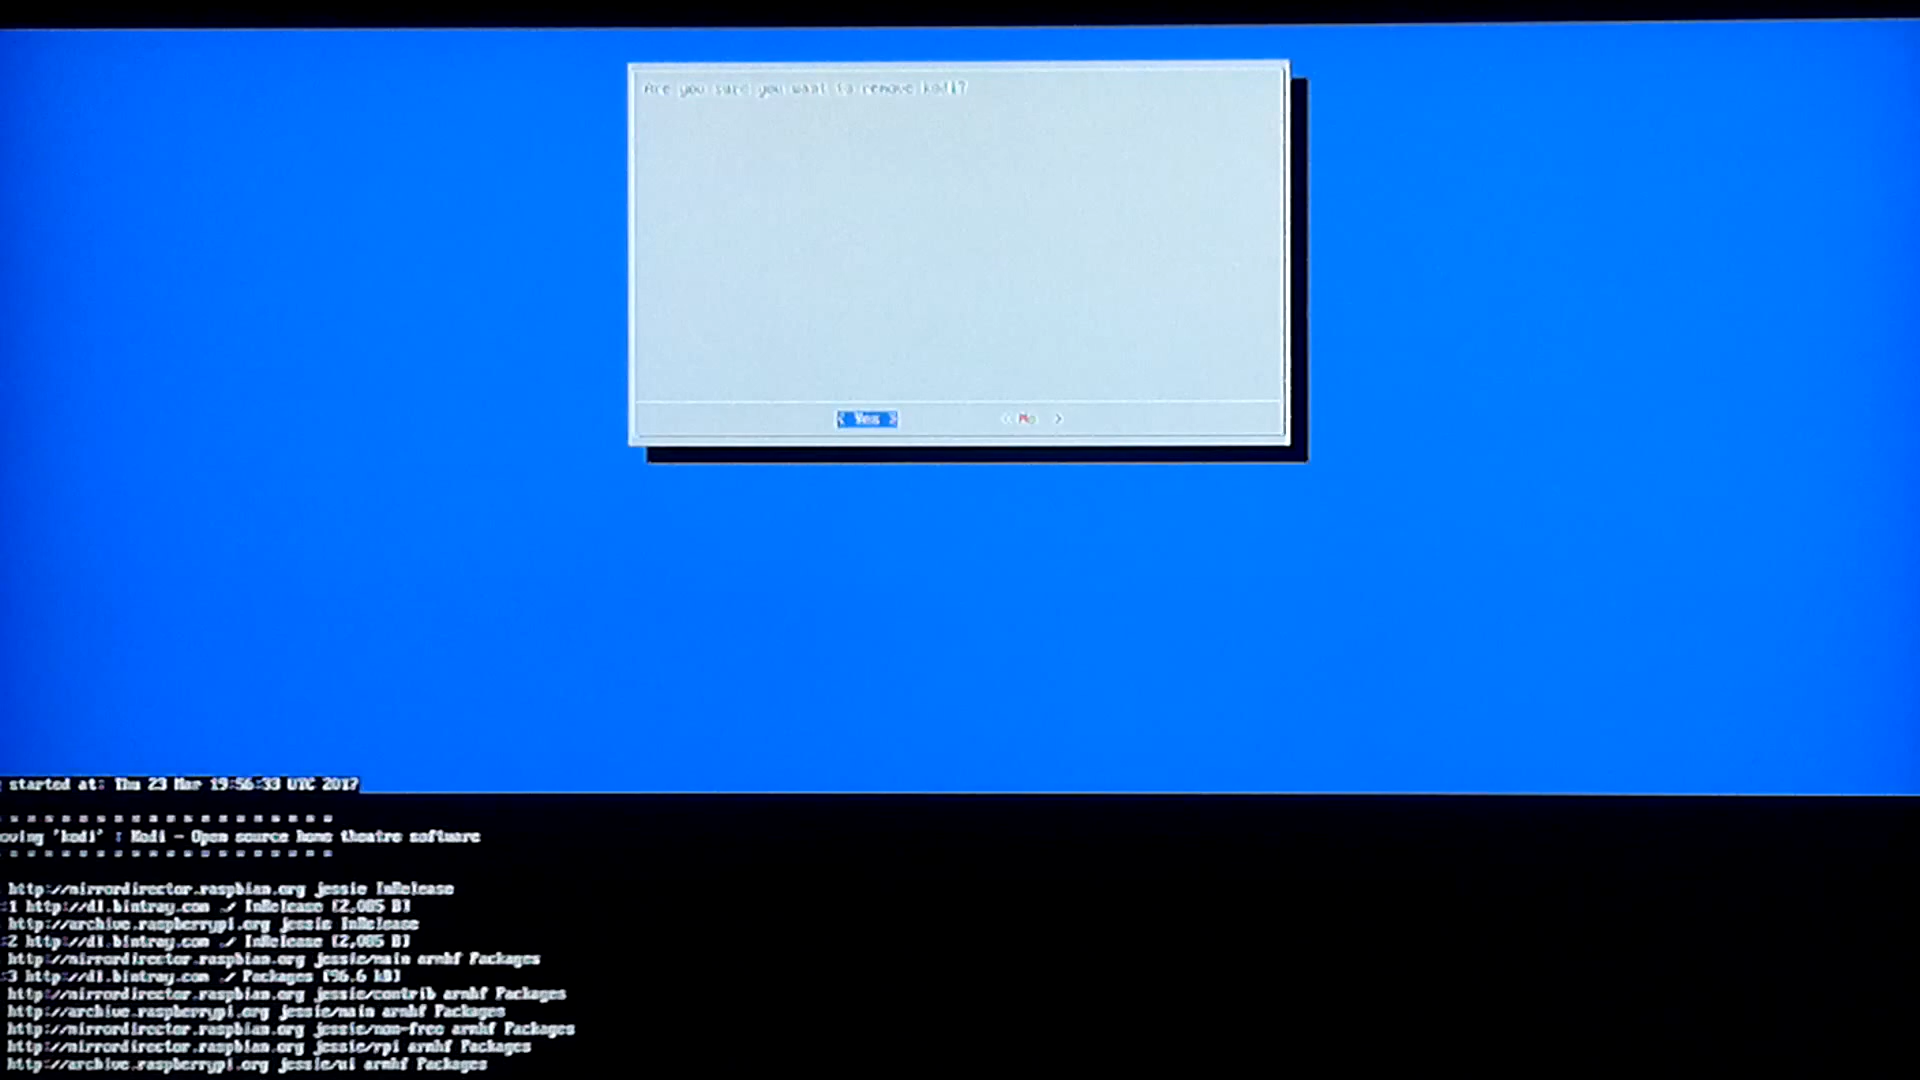 Are you sure you want to remove kodi?
< Yes >
< No >
started at: Thu 23 Mar 19:56:33 UTC 2017
= = = = = = = = = = = = = = = = = = =
oving 'kodi' : Kodi - Open source home theatre software
= = = = = = = = = = = = = = = = = = =
http://mirrordirector.raspbian.org jessie InRelease
:1 http://dl.bintray.com ./ InRelease [2,085 B]
http://archive.raspberrypi.org jessie InRelease
:2 http://dl.bintray.com ./ InRelease [2,085 B]
http://mirrordirector.raspbian.org jessie/main armhf Packages
:3 http://dl.bintray.com ./ Packages [96.6 kB]
http://mirrordirector.raspbian.org jessie/contrib armhf Packages
http://archive.raspberrypi.org jessie/main armhf Packages
http://mirrordirector.raspbian.org jessie/non-free armhf Packages
http://mirrordirector.raspbian.org jessie/rpi armhf Packages
http://archive.raspberrypi.org jessie/ui armhf Packages